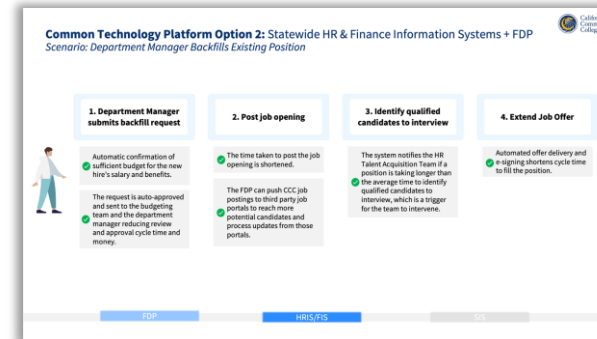 Common Technology Platform Option 2: Statewide HR & Finance Information Systems + FDP
Scenario: Department Manager Backfills Existing Position
1. Department Manager
submits backfill request
2. Post job opening
3. Identify qualified
candidates to interview
4. Extend Job Offer
Automatic confirmation of
sufficient budget for the new
hire's salary and benefits.
The request is auto-approved
and sent to the budgeting
team and the department
manager reducing review
and approval cycle time and
money.
The time taken to post the job
opening is shortened.
The FDP can push CCC job
postings to third party job
portals to reach more
potential candidates and
process updates from those
portals.
The system notifies the HR
Talent Acquisition Team if a
position is taking longer than
the average time to identify
qualified candidates to
interview, which is a trigger
for the team to intervene.
Automated offer delivery and
e-signing shortens cycle time
to fill the position.
FDP
HRIS/FIS
SIS